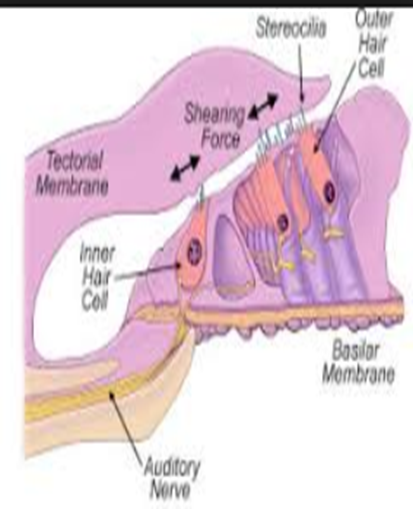 Stereocilia
Outer
Hair
Cell
Shearing
Force
Tectorial
Membrane
Inner
Hair
Cell
Basilar
Membrane
Auditory
Nerve